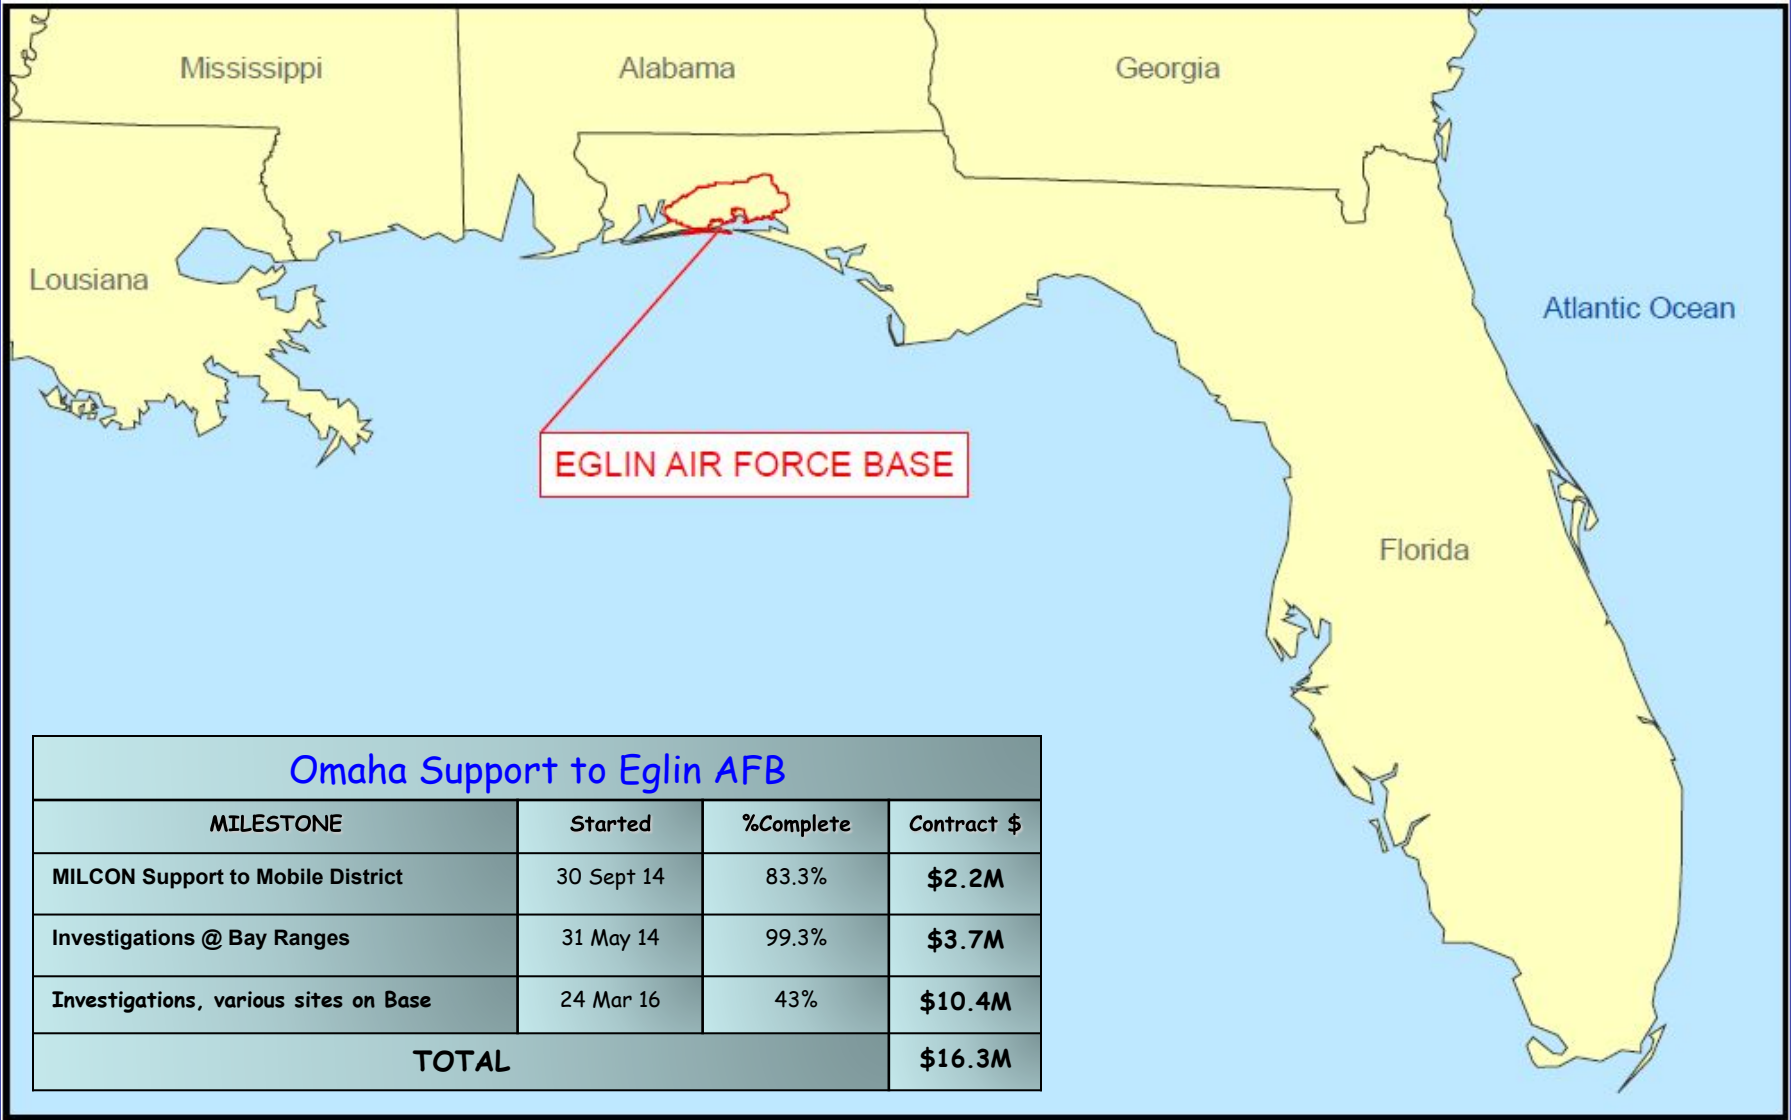 Mississippi
Alabama
Georgia
Lousiana
Atlantic Ocean
EGLIN AIR FORCE BASE
Florida
Omaha Support to Eglin AFB
MILESTONE Started %Complete Contract $
MILCON Support to Mobile District 30 Sept 14 83.3% $2.2M
Investigations @ Bay Ranges 31 May 14 99.3% $3.7M
Investigations, various sites on Base 24 Mar 16 43% $10.4M
TOTAL $16.3M